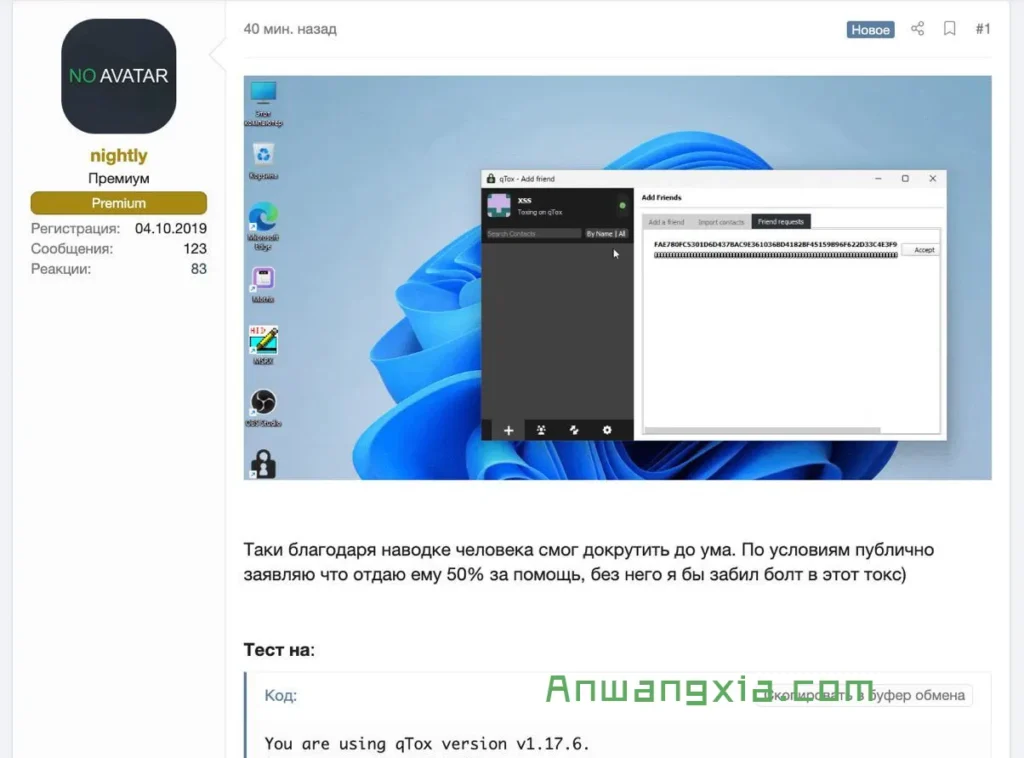 40 мин. назад
Новое
#1
NO AVATAR
nightly
Премиум
Premium
Регистрация: 04.10.2019
Сообщения: 123
Реакции: 83
Этот
компьютер
Корзина
Microsoft
Edge
OBS Studio
qTox - Add friend
XSS
Toxing on qTox
Search Contacts
By Name | All
Add Friends
Add a friend
Import contacts
Friend requests
Accept
Таки благодаря наводке человека смог докрутить до ума. По условиям публично
заявляю что отдаю ему 50% за помощь, без него я бы забил болт в этот токс)
Тест на:
Код:
Скопировать в буфер обмена
Anwangxia.com
You are using qTox version v1.17.6.